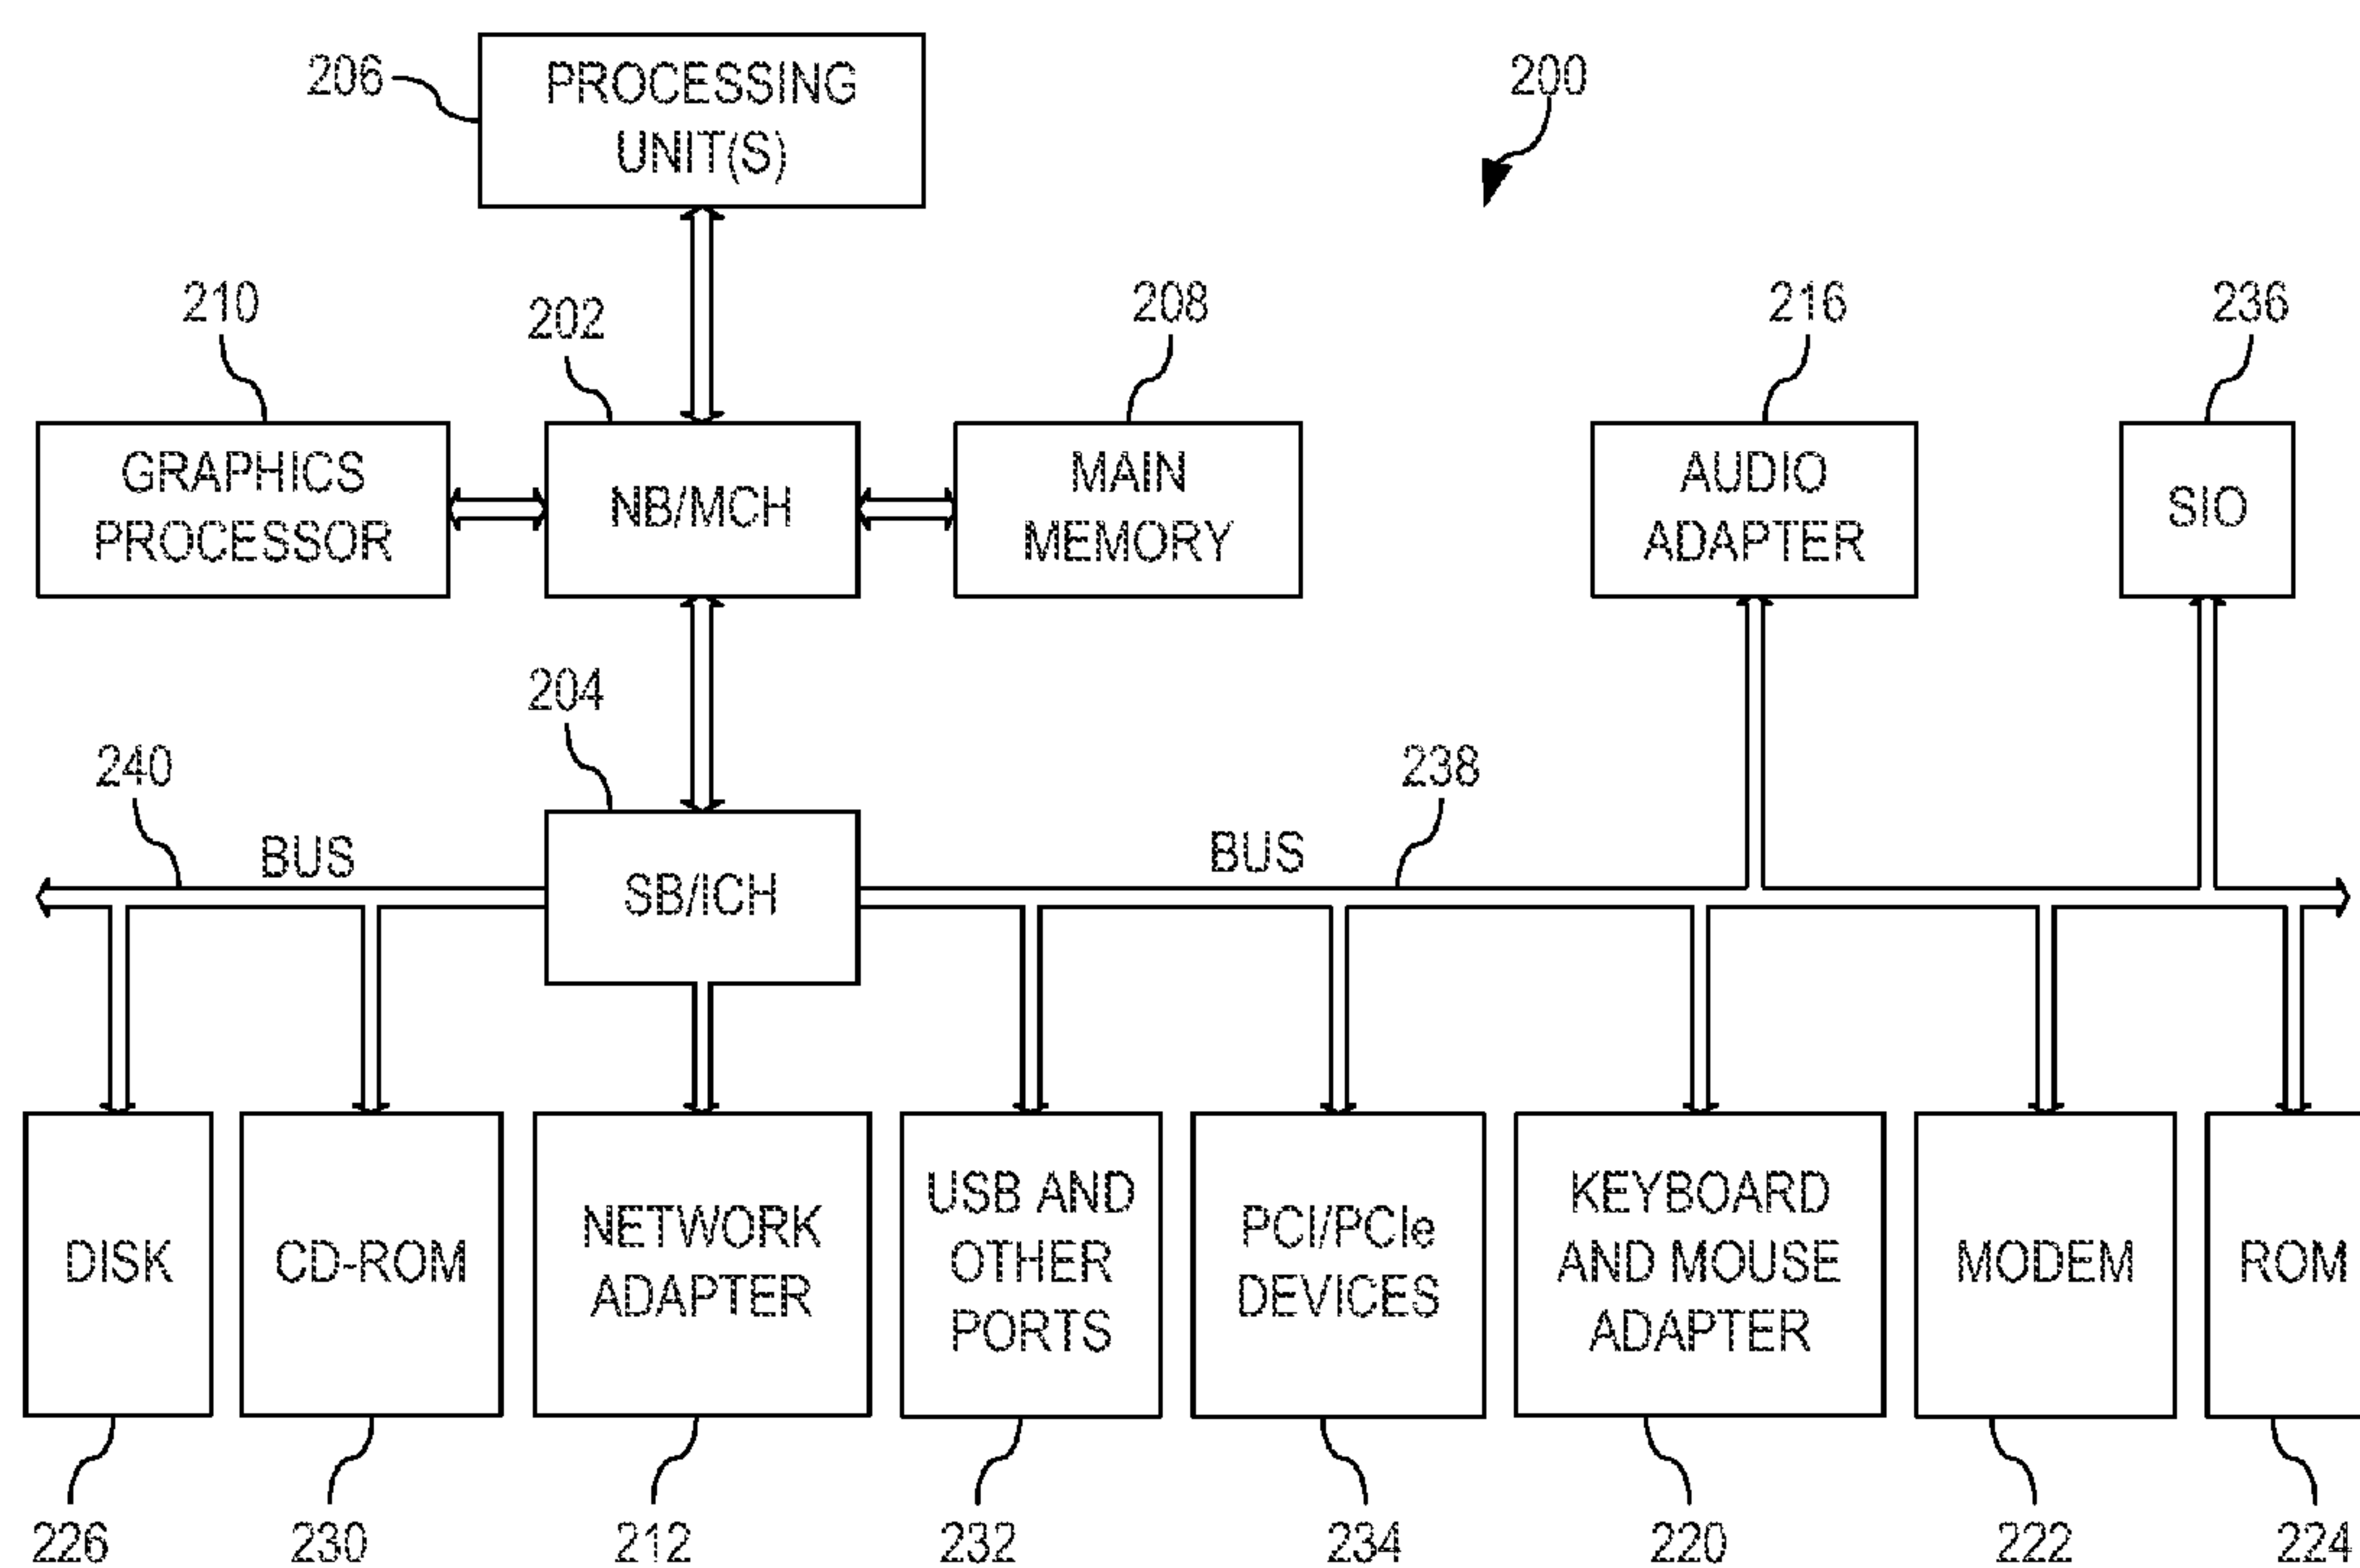 206
PROCESSING
UNIT(S)
200
210
202
208
216
236
GRAPHICS
PROCESSOR
NB/MCH
MAIN
MEMORY
AUDIO
ADAPTER
SIO
204
240
BUS
SB/ICH
BUS
238
DISK
CD-ROM
NETWORK
ADAPTER
USB AND
OTHER
PORTS
PCI/PCIe
DEVICES
KEYBOARD
AND MOUSE
ADAPTER
MODEM
ROM
226
230
212
232
234
220
222
224